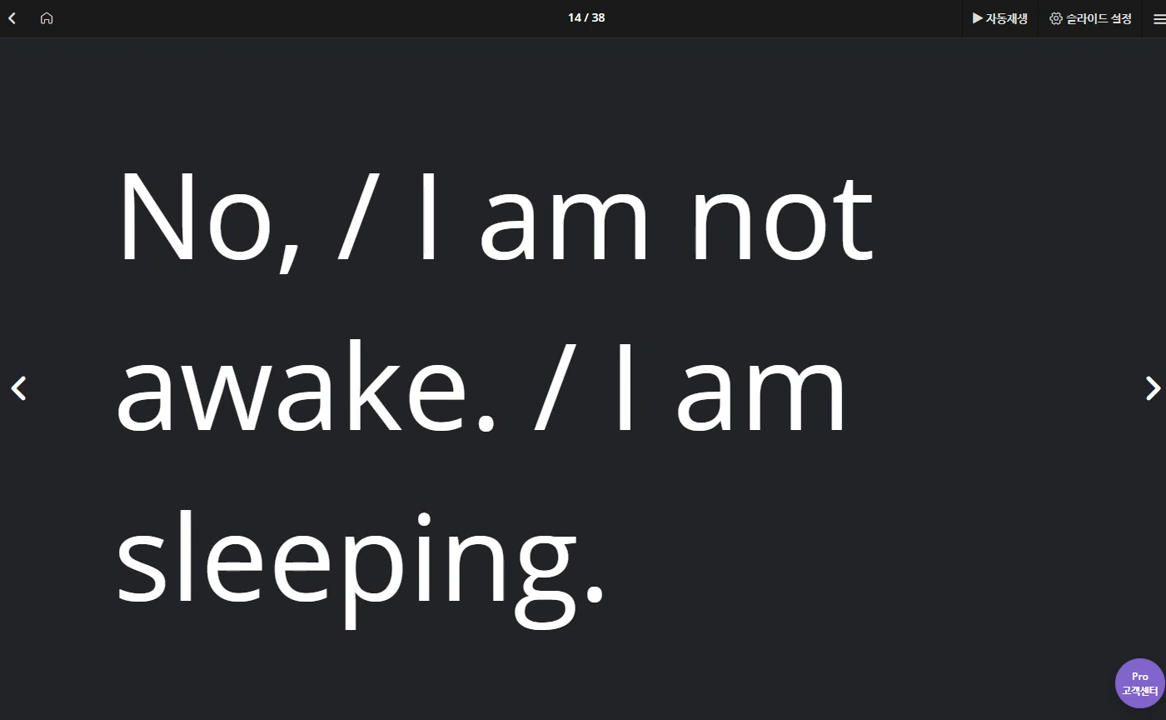 14 / 38
▶ 자동재생
슬라이드 설정
No, / I am not
awake. / I am
sleeping.
Pro
고객센터